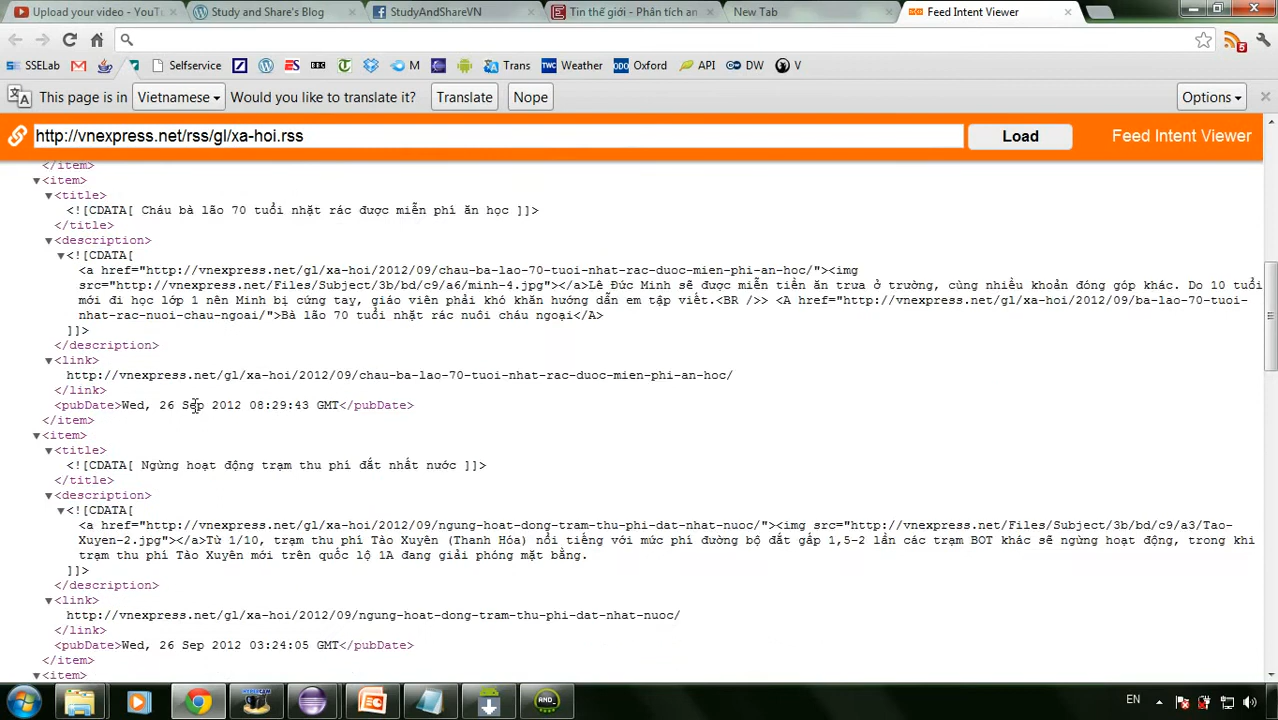 Upload your video - YouTu
Study and Share's Blog
StudyAndShareVN
Tin thế giới - Phân tích an
New Tab
Feed Intent Viewer
SSELab
Selfservice
M
Trans
Weather
Oxford
API
DW
V
This page is in Vietnamese Would you like to translate it? Translate Nope Options
http://vnexpress.net/rss/gl/xa-hoi.rss Load Feed Intent Viewer
</item>
<item>
<title>
<![CDATA[ Cháu bà lão 70 tuổi nhặt rác được miễn phí ăn học ]]>
</title>
<description>
<![CDATA[
<a href="http://vnexpress.net/gl/xa-hoi/2012/09/chau-ba-lao-70-tuoi-nhat-rac-duoc-mien-phi-an-hoc/"><img
src="http://vnexpress.net/Files/Subject/3b/bd/c9/a6/minh-4.jpg"></a>Lê Đức Minh sẽ được miễn tiền ăn trưa ở trường, cùng nhiều khoản đóng góp khác. Do 10 tuổi
mới đi học lớp 1 nên Minh bị cứng tay, giáo viên phải khó khăn hướng dẫn em tập viết.<BR />> <A href="http://vnexpress.net/gl/xa-hoi/2012/09/ba-lao-70-tuoi-
nhat-rac-nuoi-chau-ngoai/">Bà lão 70 tuổi nhặt rác nuôi cháu ngoại</A>
]]>
</description>
<link>
http://vnexpress.net/gl/xa-hoi/2012/09/chau-ba-lao-70-tuoi-nhat-rac-duoc-mien-phi-an-hoc/
</link>
<pubDate>Wed, 26 Sep 2012 08:29:43 GMT</pubDate>
</item>
<item>
<title>
<![CDATA[ Ngừng hoạt động trạm thu phí đắt nhất nước ]]>
</title>
<description>
<![CDATA[
<a href="http://vnexpress.net/gl/xa-hoi/2012/09/ngung-hoat-dong-tram-thu-phi-dat-nhat-nuoc/"><img src="http://vnexpress.net/Files/Subject/3b/bd/c9/a3/Tao-
Xuyen-2.jpg"></a>Từ 1/10, trạm thu phí Tào Xuyên (Thanh Hóa) nổi tiếng với mức phí đường bộ đắt gấp 1,5-2 lần các trạm BOT khác sẽ ngừng hoạt động, trong khi
trạm thu phí Tào Xuyên mới trên quốc lộ 1A đang giải phóng mặt bằng.
]]>
</description>
<link>
http://vnexpress.net/gl/xa-hoi/2012/09/ngung-hoat-dong-tram-thu-phi-dat-nhat-nuoc/
</link>
<pubDate>Wed, 26 Sep 2012 03:24:05 GMT</pubDate>
</item>
<item>
EN